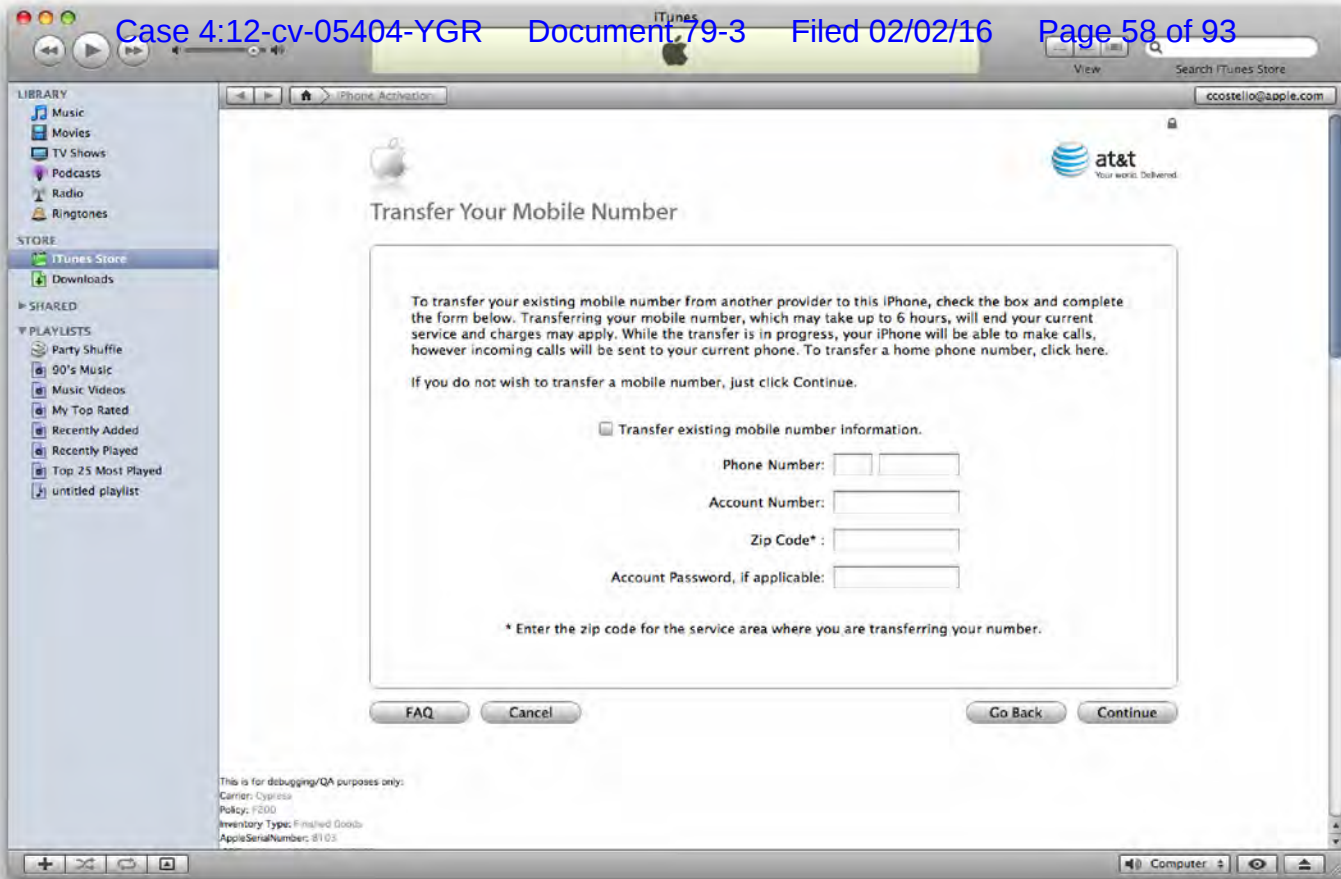 iTunes
Case 4:12-cv-05404-YGR Document 79-3 Filed 02/02/16 Page 58 of 93
View
Search iTunes Store
LIBRARY
Music
Movies
TV Shows
Podcasts
Radio
Ringtones
STORE
iTunes Store
Downloads
SHARED
PLAYLISTS
Party Shuffle
90's Music
Music Videos
My Top Rated
Recently Added
Recently Played
Top 25 Most Played
untitled playlist
iPhone Activation
ccostello@apple.com
at&t
Your world. Delivered.
Transfer Your Mobile Number
To transfer your existing mobile number from another provider to this iPhone, check the box and complete
the form below. Transferring your mobile number, which may take up to 6 hours, will end your current
service and charges may apply. While the transfer is in progress, your iPhone will be able to make calls,
however incoming calls will be sent to your current phone. To transfer a home phone number, click here.
If you do not wish to transfer a mobile number, just click Continue.
Transfer existing mobile number information.
Phone Number:
Account Number:
Zip Code* :
Account Password, if applicable:
* Enter the zip code for the service area where you are transferring your number.
FAQ
Cancel
Go Back
Continue
This is for debugging/QA purposes only:
Carrier: Cypress
Policy: F200
Inventory Type: Finished Goods
AppleSerialNumber: 8103
Computer